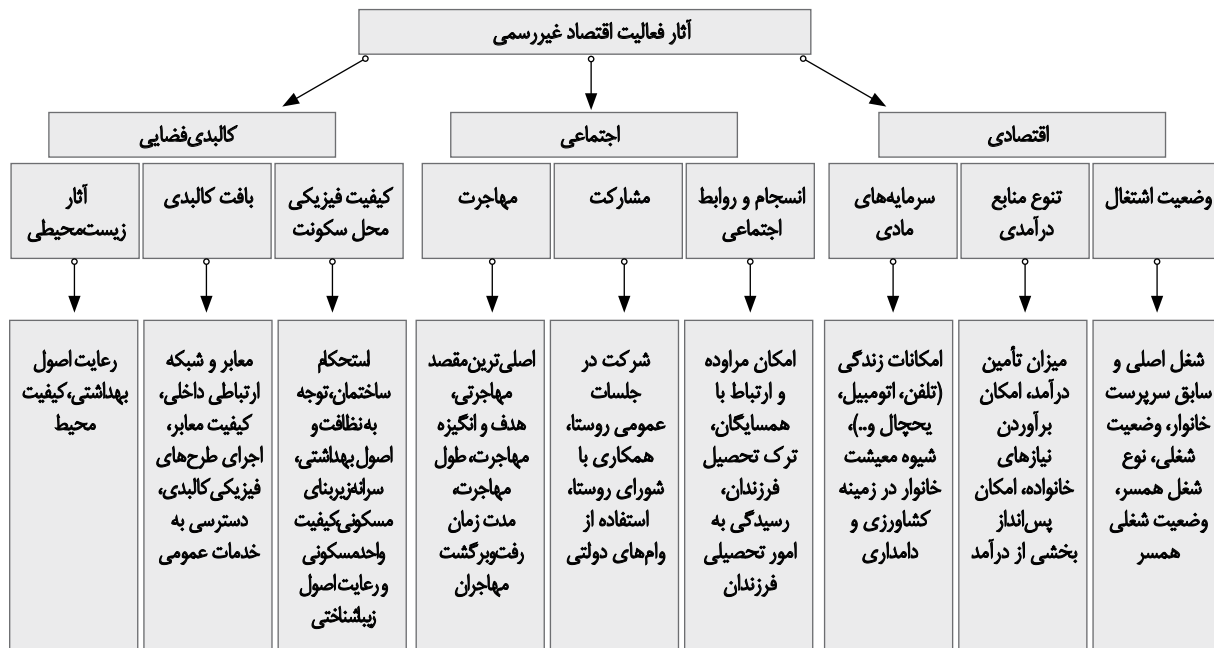 آثار فعالیت اقتصاد غیررسمی
اقتصادی
اجتماعی
کالبدی‌فضایی
وضعیت اشتغال
تنوع منابع
درآمدی
سرمایه‌های
مادی
انسجام و روابط
اجتماعی
مشارکت
مهاجرت
کیفیت فیزیکی
محل سکونت
بافت کالبدی
آثار
زیست‌محیطی
شغل اصلی و
سابق سرپرست
خانوار، وضعیت
شغلی، نوع
شغل همسر،
وضعیت شغلی
همسر
میزان تأمین
درآمد، امکان
برآوردن
نیازهای
خانواده، امکان
پس‌انداز
بخشی از درآمد
امکانات زندگی
(تلفن، اتومبیل،
یحچال و..)،
شیوه معیشت
خانوار در زمینه
کشاورزی و
دامداری
امکان مراوده
و ارتباط با
همسایگان،
ترک تحصیل
فرزندان،
رسیدگی به
امور تحصیلی
فرزندان
شرکت در
جلسات
عمومی روستا،
همکاری با
شورای روستا،
استفاده از
وام‌های دولتی
اصلی‌ترین‌مقصد
مهاجرتی،
هدف و انگیزه
مهاجرت، طول
مهاجرت،
مدت زمان
رفت‌وبرگشت
مهاجران
استحکام
ساختمان،توجه
به‌نظافت‌و
اصول‌بهداشتی،
سرانه‌زیربنای
مسکونی‌کیفیت
واحدمسکونی
و رعایت‌اصول
زیباشناختی
معابر و شبکه
ارتباطی داخلی،
کیفیت معابر،
اجرای طرح‌های
فیزیکی‌کالبدی،
دسترسی به
خدمات عمومی
رعایت‌اصول
بهداشتی،کیفیت
محیط